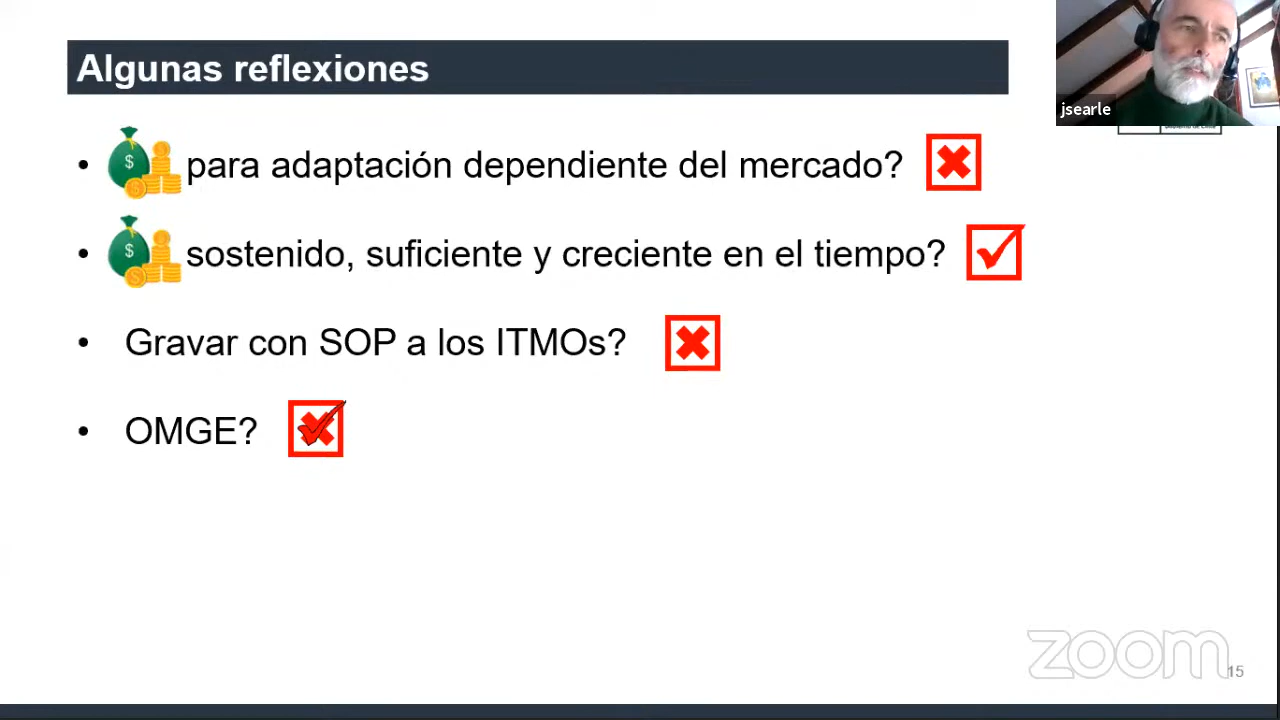 Algunas reflexiones
jsearle
• $ para adaptación dependiente del mercado?
• $ sostenido, suficiente y creciente en el tiempo?
• Gravar con SOP a los ITMOs?
• OMGE?
zoom
15